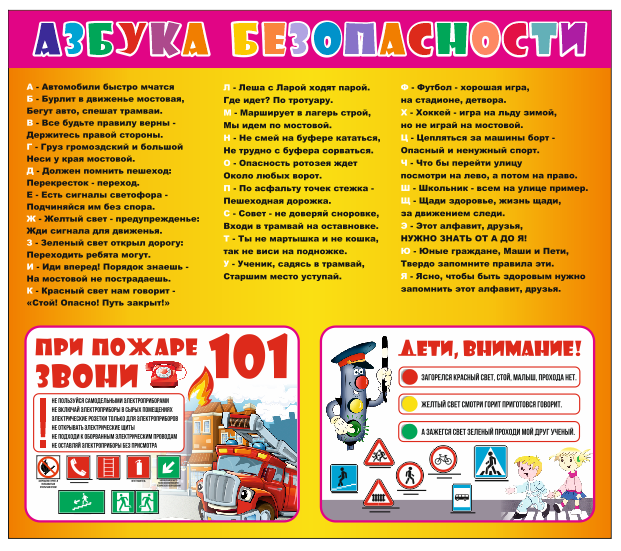 АЗБУКА БЕЗОПАСНОСТИ
А - Автомобили быстро мчатся
Б - Бурлит в движенье мостовая,
Бегут авто, спешат трамваи.
В - Все будьте правилу верны -
Держитесь правой стороны.
Г - Груз громоздский и большой
Неси у края мостовой.
Д - Должен помнить пешеход:
Перекресток - переход.
Е - Есть сигналы светофора -
Подчиняйся им без спора.
Ж - Желтый свет - предупрежденье:
Жди сигнала для движенья.
З - Зеленый свет открыл дорогу:
Переходить ребята могут.
И - Иди вперед! Порядок знаешь -
На мостовой не пострадаешь.
К - Красный свет нам говорит -
«Стой! Опасно! Путь закрыт!»
Л - Леша с Ларой ходят парой.
Где идет? По тротуару.
М - Марширует в лагерь строй,
Мы идем по мостовой.
Н - Не смей на буфере кататься,
Не трудно с буфера сорваться.
О - Опасность ротозея ждет
Около любых ворот.
П - По асфальту точек стежка -
Пешеходная дорожка.
С - Совет - не доверяй сноровке,
Входи в трамвай на остановке.
Т - Ты не мартышка и не кошка,
так не виси на подножке.
У - Ученик, садясь в трамвай,
Старшим место уступай.
Ф - Футбол - хорошая игра,
на стадионе, детвора.
Х - Хоккей - игра на льду зимой,
но не играй на мостовой.
Ц - Цепляться за машины борт -
Опасный и ненужный спорт.
Ч - Что бы перейти улицу
посмотри на лево, а потом на право.
Ш - Школьник - всем на улице пример.
Щ - Щади здоровье, жизнь щади,
за движением следи.
Э - Этот алфавит, друзья,
НУЖНО ЗНАТЬ ОТ А ДО Я!
Ю - Юные граждане, Маши и Пети,
Твердо запомните правила эти.
Я - Ясно, чтобы быть здоровым нужно
запомнить этот алфавит, друзья.
ПРИ ПОЖАРЕ
ЗВОНИ
101
НЕ ПОЛЬЗУЙСЯ САМОДЕЛЬНЫМИ ЭЛЕКТРОПРИБОРАМИ
НЕ ВКЛЮЧАЙ ЭЛЕКТРОПРИБОРЫ В СЫРЫХ ПОМЕЩЕНИЯХ
ЭЛЕКТРИЧЕСКИЕ РОЗЕТКИ ТОЛЬКО ДЛЯ ЭЛЕКТРОПРИБОРОВ
НЕ ОТКРЫВАТЬ ЭЛЕКТРИЧЕСКИЕ ЩИТЫ
НЕ ПОДХОДИ К ОБОРВАННЫМ ЭЛЕКТРИЧЕСКИМ ПРОВОДАМ
НЕ ОСТАВЛЯЙ ЭЛЕКТРИПРИБОРЫ БЕЗ ПРИСМОТРА
ДЕТИ, ВНИМАНИЕ!
ЗАГОРЕЛСЯ КРАСНЫЙ СВЕТ, СТОЙ, МАЛЫШ, ПРОХОДА НЕТ.
ЖЕЛТЫЙ СВЕТ СМОТРИ ГОРИТ ПРИГОТОВСЯ ГОВОРИТ.
А ЗАЖЕТСЯ СВЕТ ЗЕЛЕНЫЙ ПРОХОДИ МОЙ ДРУГ УЧЕНЫЙ.